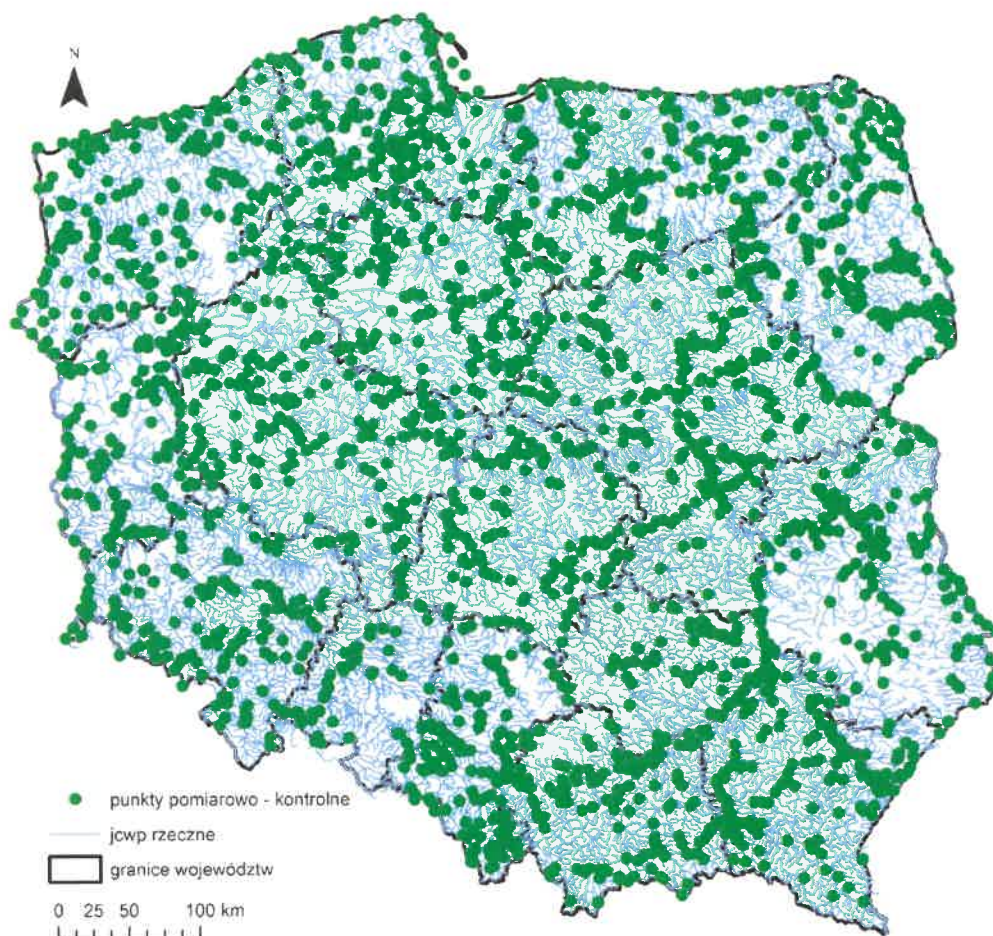 N
punkty pomiarowo - kontrolne
jcwp rzeczne
granice województw
0 25 50 100 km